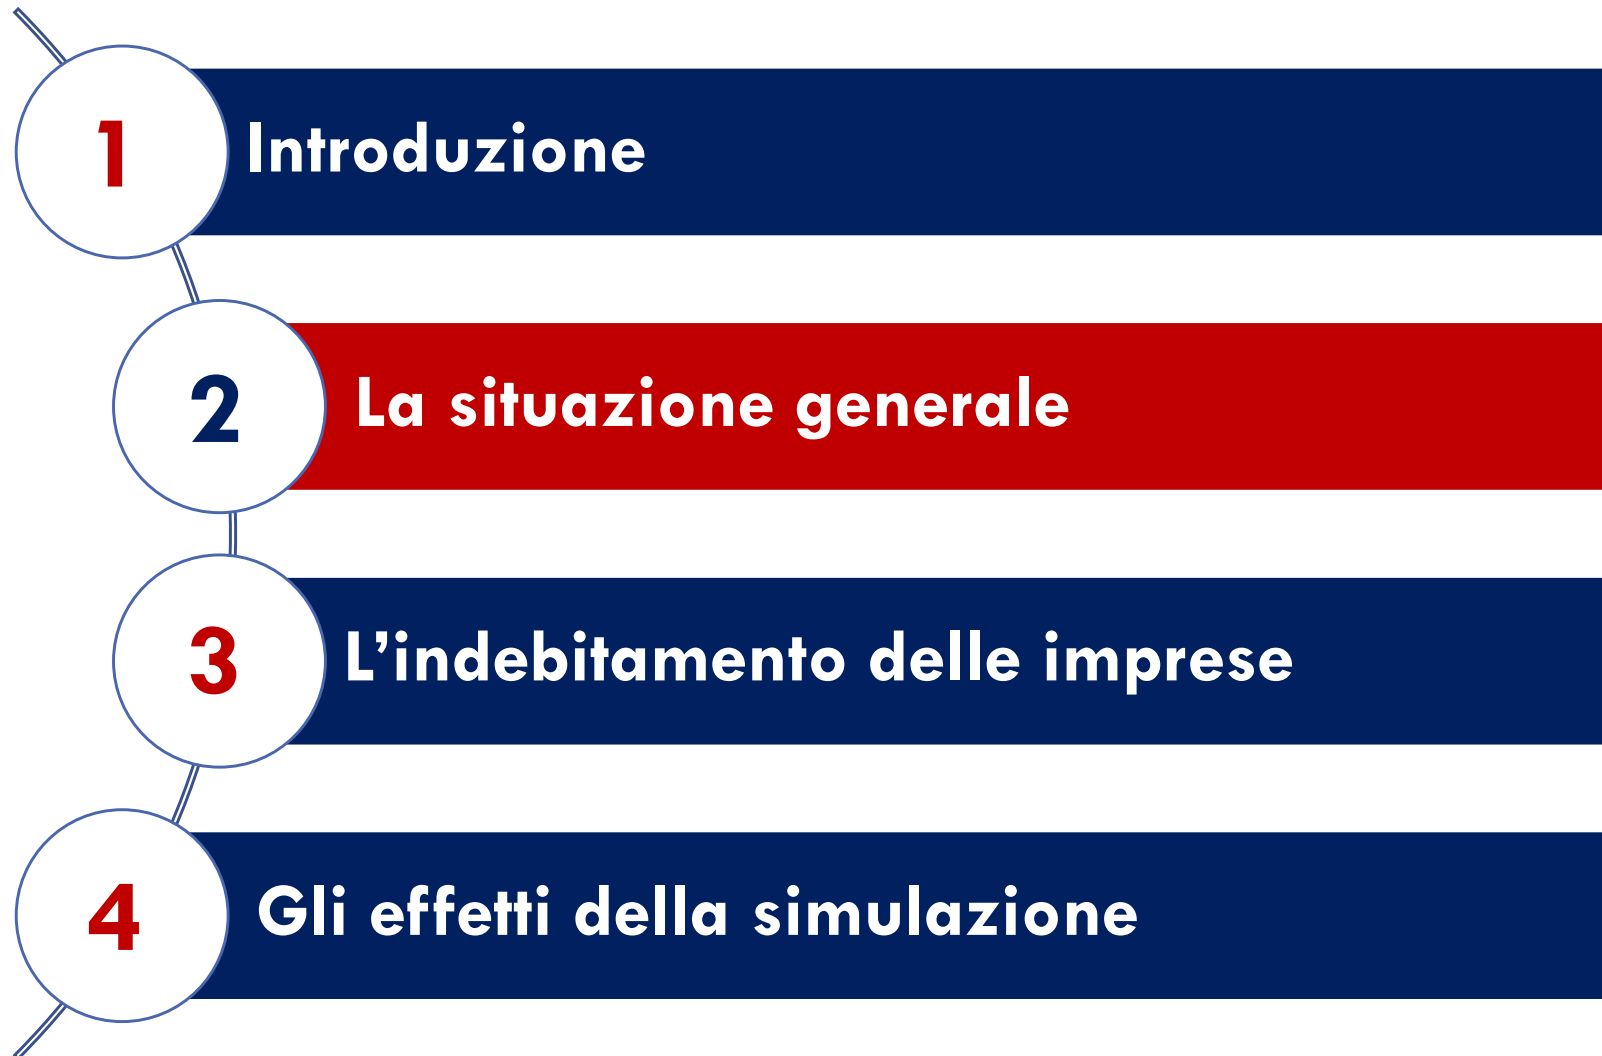 1
Introduzione
2
La situazione generale
3
L’indebitamento delle imprese
4
Gli effetti della simulazione